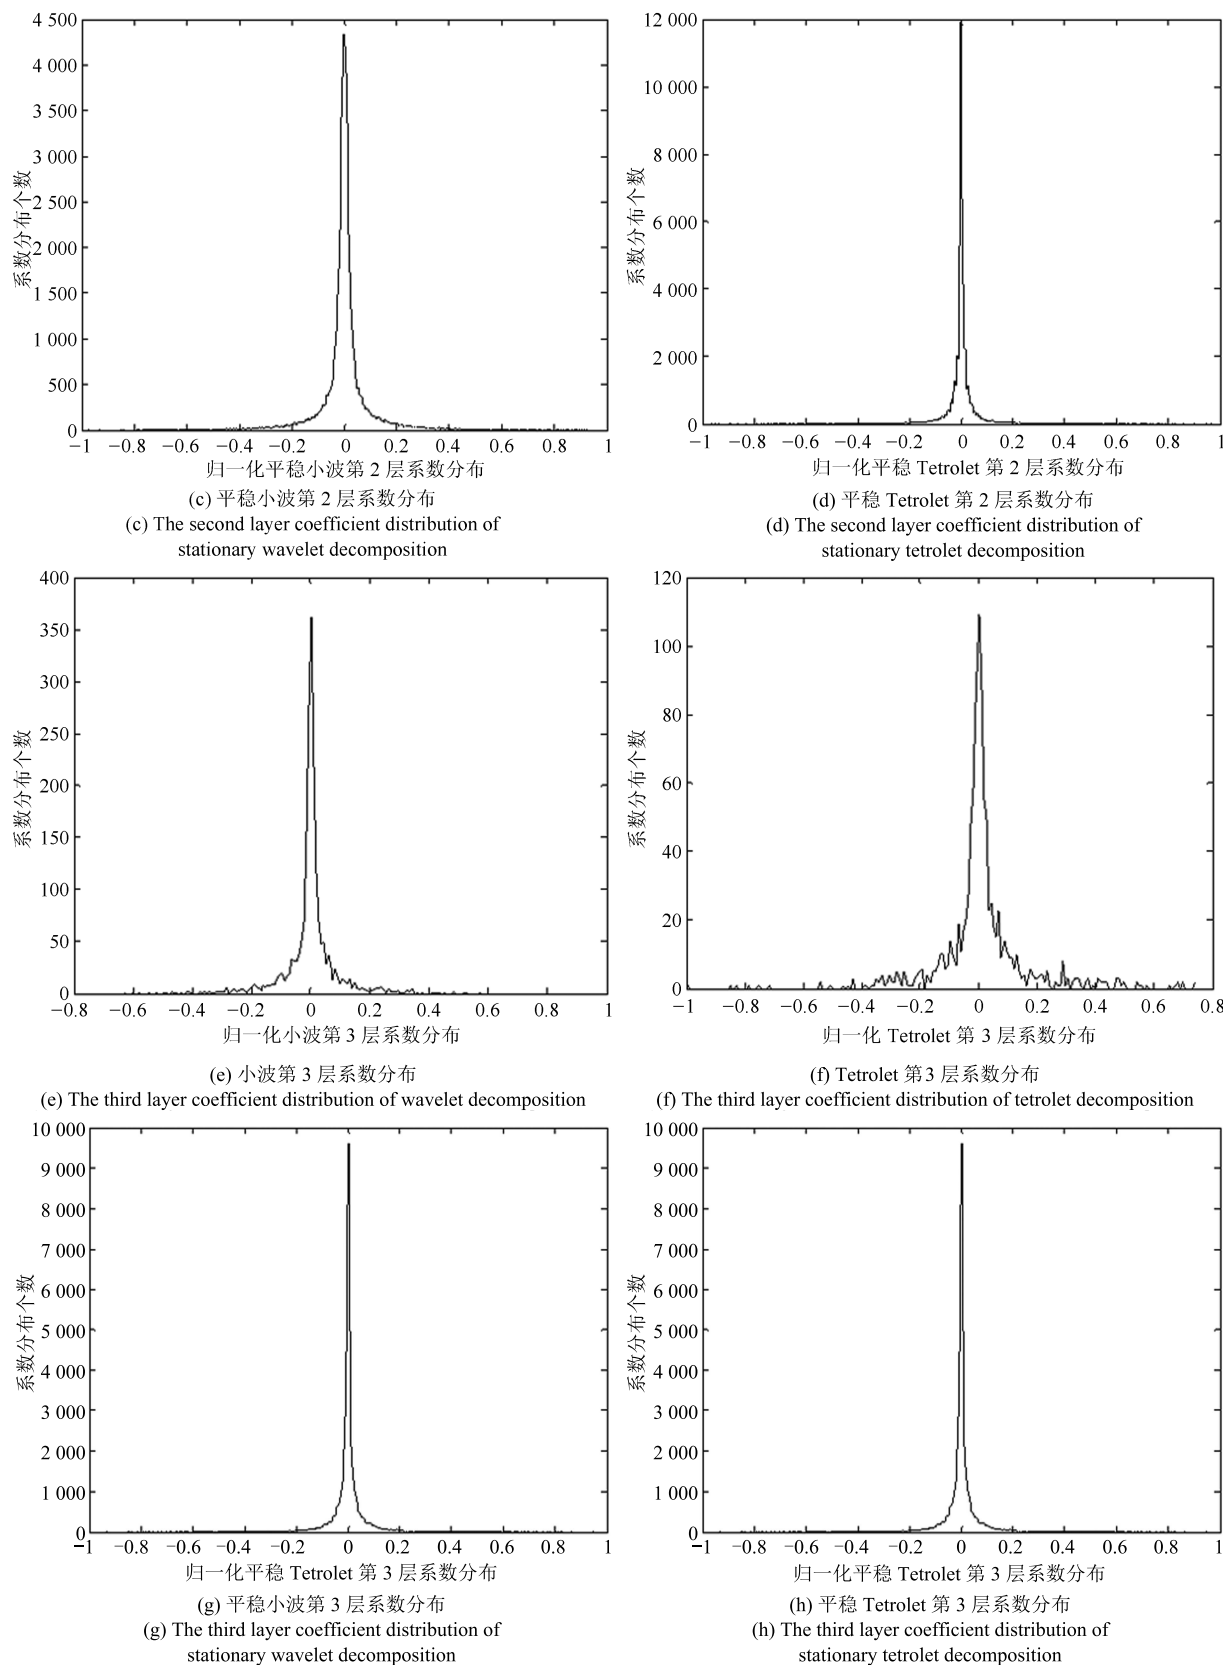 4 500
4 000
3 500
3 000
2 500
2 000
1 500
1 000
500
0
系数分布个数
−1 −0.8 −0.6 −0.4 −0.2 0 0.2 0.4 0.6 0.8 1
归一化平稳小波第 2 层系数分布
(c) 平稳小波第 2 层系数分布
(c) The second layer coefficient distribution of
stationary wavelet decomposition
12 000
10 000
8 000
6 000
4 000
2 000
0
系数分布个数
−1 −0.8 −0.6 −0.4 −0.2 0 0.2 0.4 0.6 0.8 1
归一化平稳 Tetrolet 第 2 层系数分布
(d) 平稳 Tetrolet 第 2 层系数分布
(d) The second layer coefficient distribution of
stationary tetrolet decomposition
400
350
300
250
200
150
100
50
0
系数分布个数
−0.8 −0.6 −0.4 −0.2 0 0.2 0.4 0.6 0.8 1
归一化小波第 3 层系数分布
(e) 小波第 3 层系数分布
(e) The third layer coefficient distribution of wavelet decomposition
120
100
80
60
40
20
0
系数分布个数
−1 −0.8 −0.6 −0.4 −0.2 0 0.2 0.4 0.6 0.8
归一化 Tetrolet 第 3 层系数分布
(f) Tetrolet 第3 层系数分布
(f) The third layer coefficient distribution of tetrolet decomposition
10 000
9 000
8 000
7 000
6 000
5 000
4 000
3 000
2 000
1 000
0
系数分布个数
−1 −0.8 −0.6 −0.4 −0.2 0 0.2 0.4 0.6 0.8 1
归一化平稳 Tetrolet 第 3 层系数分布
(g) 平稳小波第 3 层系数分布
(g) The third layer coefficient distribution of
stationary wavelet decomposition
10 000
9 000
8 000
7 000
6 000
5 000
4 000
3 000
2 000
1 000
0
系数分布个数
−1 −0.8 −0.6 −0.4 −0.2 0 0.2 0.4 0.6 0.8 1
归一化平稳 Tetrolet 第 3 层系数分布
(h) 平稳 Tetrolet 第 3 层系数分布
(h) The third layer coefficient distribution of
stationary tetrolet decomposition